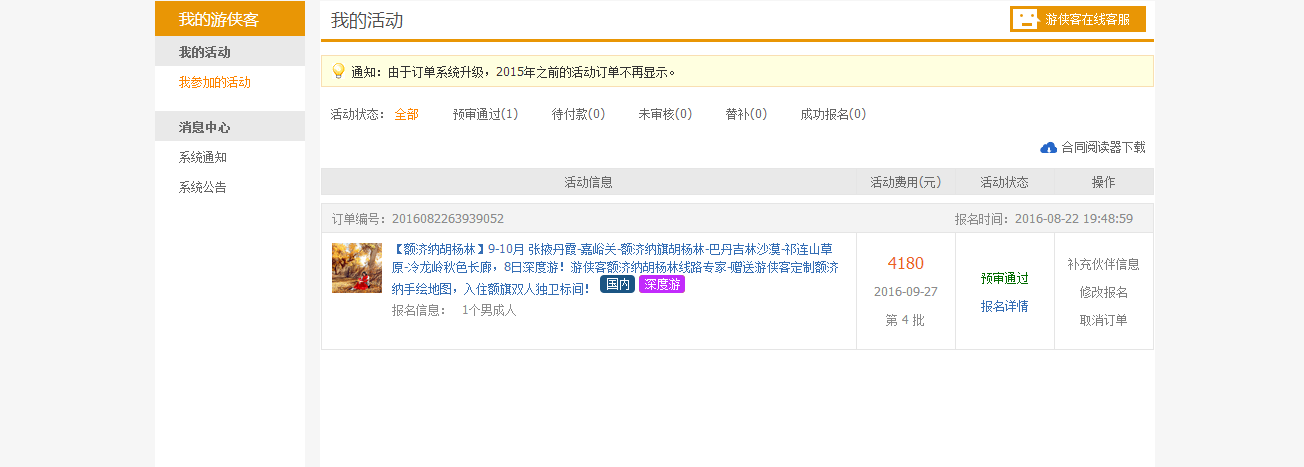 我的游侠客
我的活动
我参加的活动
消息中心
系统通知
系统公告
我的活动
游侠客在线客服
通知：由于订单系统升级，2015年之前的活动订单不再显示。
活动状态： 全部 预审通过(1) 待付款(0) 未审核(0) 替补(0) 成功报名(0)
合同阅读器下载
活动信息 活动费用(元) 活动状态 操作
订单编号：2016082263939052 报名时间：2016-08-22 19:48:59
【额济纳胡杨林】9-10月 张掖丹霞-嘉峪关-额济纳旗胡杨林-巴丹吉林沙漠-祁连山草
原-冷龙岭秋色长廊，8日深度游！游侠客额济纳胡杨林线路专家-赠送游侠客定制额济
纳手绘地图，入住额旗双人独卫标间！ 国内 深度游
报名信息： 1个男成人
4180
2016-09-27
第 4 批
预审通过
报名详情
补充伙伴信息
修改报名
取消订单